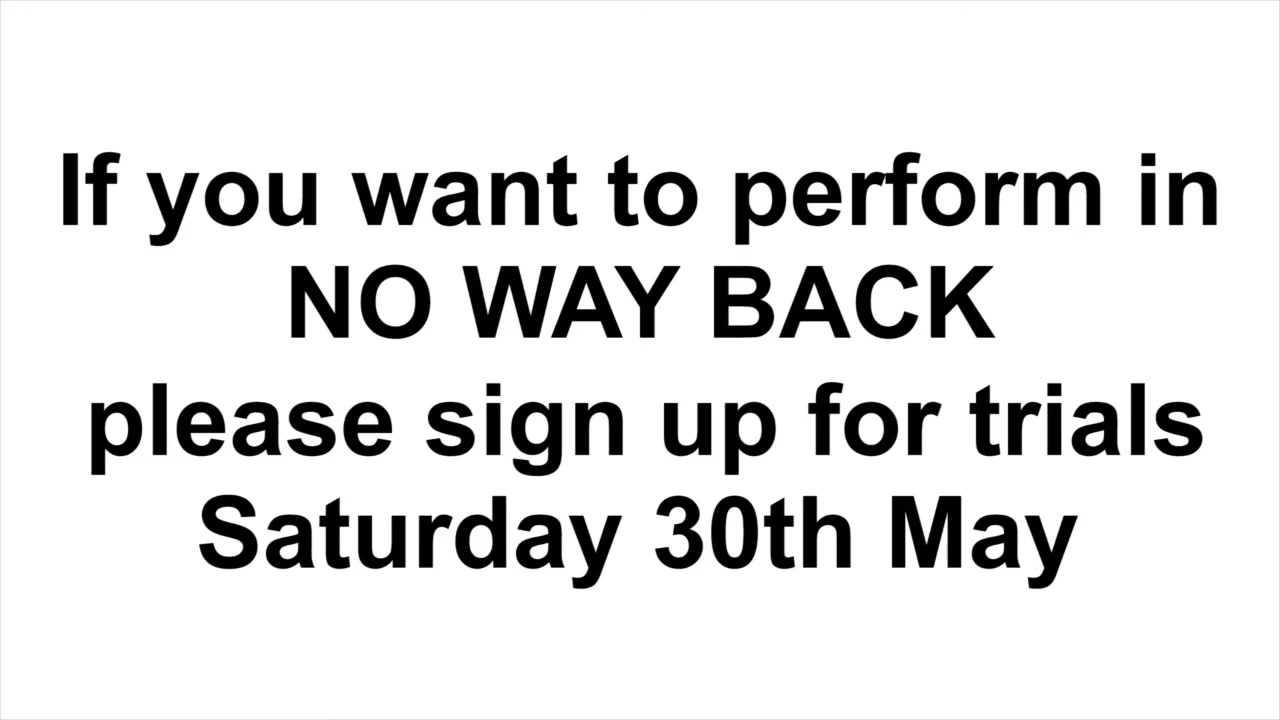 If you want to perform in
NO WAY BACK
please sign up for trials
Saturday 30th May